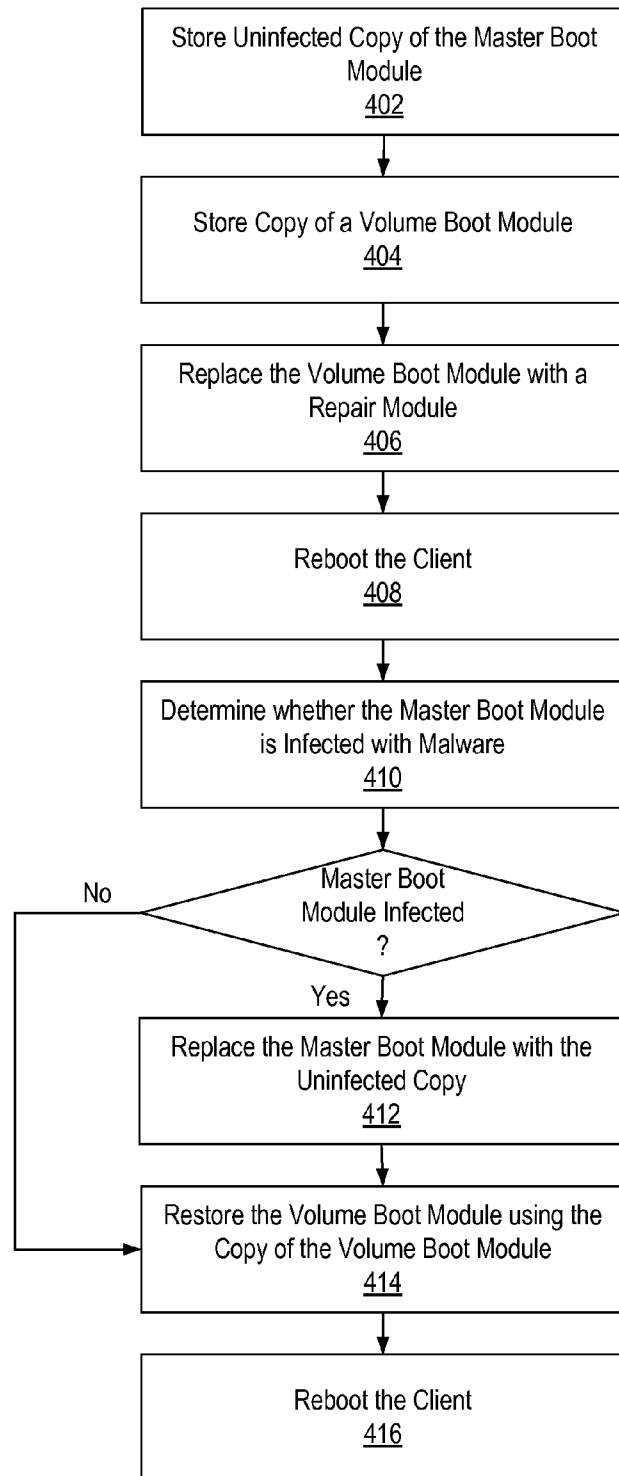 Store Uninfected Copy of the Master Boot
Module
402
Store Copy of a Volume Boot Module
404
Replace the Volume Boot Module with a
Repair Module
406
Reboot the Client
408
Determine whether the Master Boot Module
is Infected with Malware
410
Master Boot
Module Infected
?
No
Yes
Replace the Master Boot Module with the
Uninfected Copy
412
Restore the Volume Boot Module using the
Copy of the Volume Boot Module
414
Reboot the Client
416